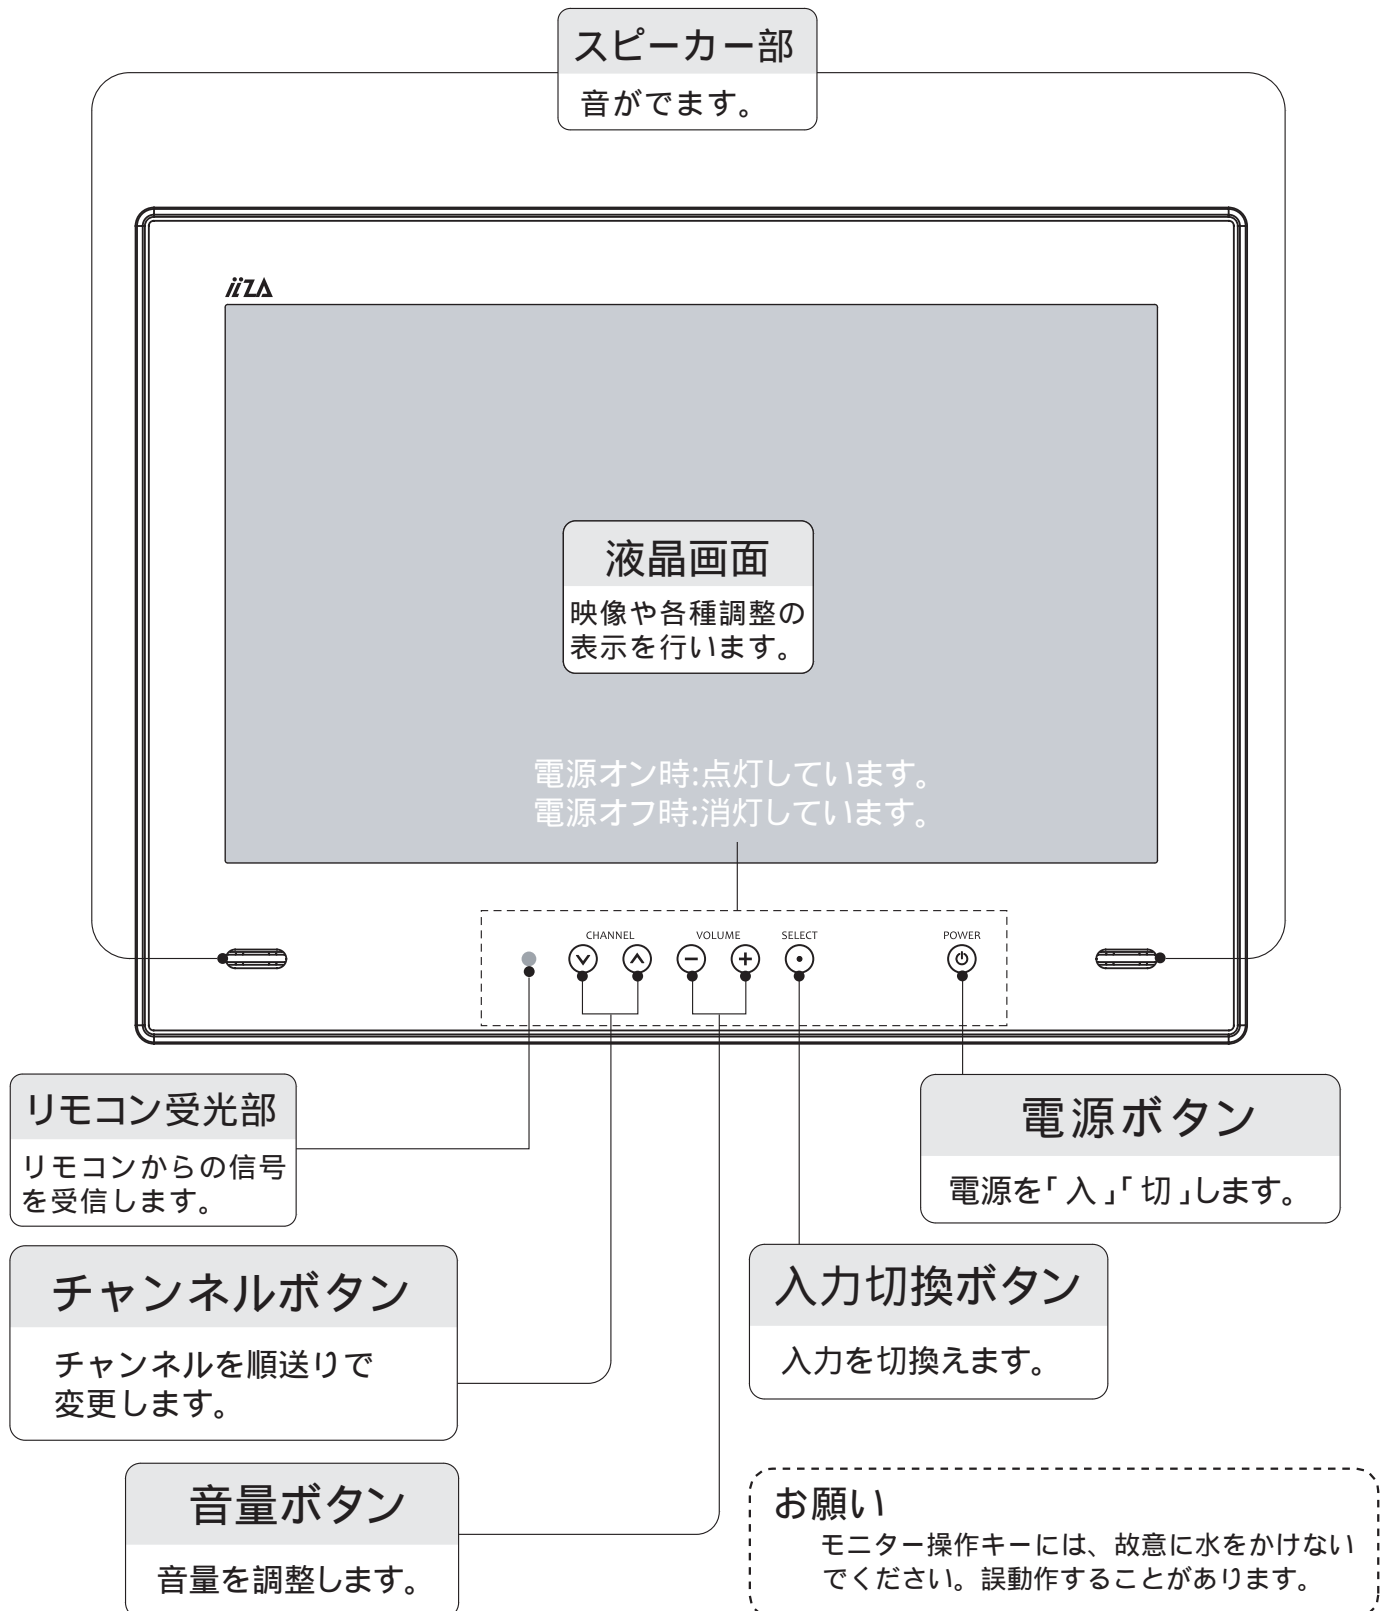 スピーカー部
音がでます。
iiZA
液晶画面
映像や各種調整の
表示を行います。
電源オン時:点灯しています。
電源オフ時:消灯しています。
CHANNEL
VOLUME
SELECT
POWER
リモコン受光部
リモコンからの信号
を受信します。
電源ボタン
電源を「入」「切」します。
チャンネルボタン
チャンネルを順送りで
変更します。
入力切換ボタン
入力を切換えます。
音量ボタン
音量を調整します。
お願い
モニター操作キーには、故意に水をかけない
でください。誤動作することがあります。